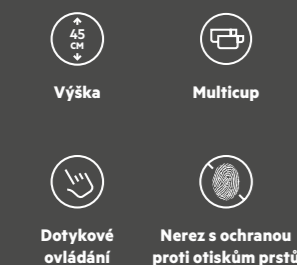 45
CM
Výška
Multicup
Dotykové
ovládání
Nerez s ochranou
proti otiskům prstů